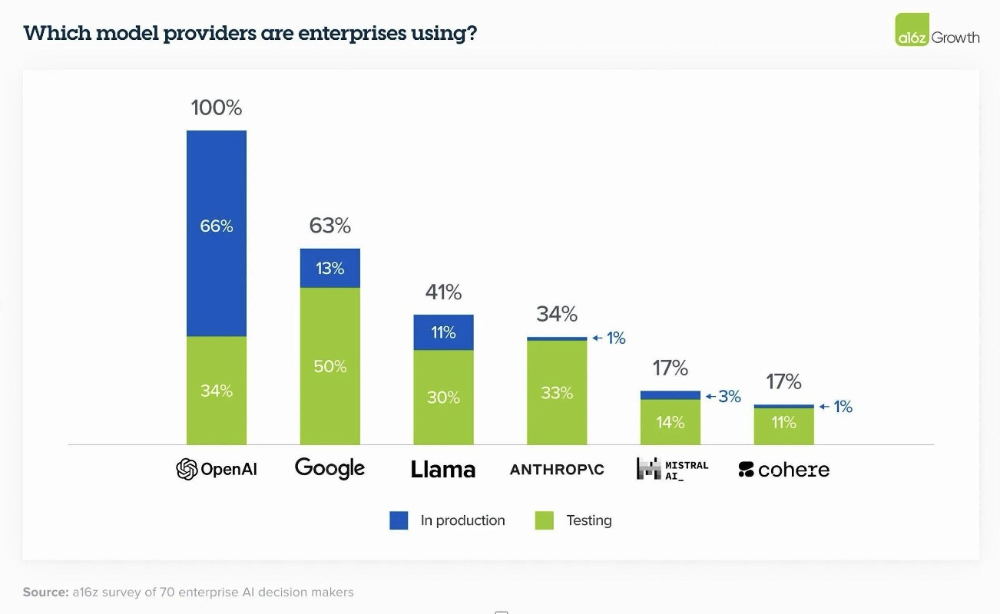 Which model providers are enterprises using?
a16z Growth
100%
66%
34%
63%
13%
50%
41%
11%
30%
34%
←1%
33%
17%
←3%
14%
17%
←1%
11%
OpenAI
Google
Llama
ANTHROP\C
MISTRAL
AI_
cohere
In production
Testing
Source: a16z survey of 70 enterprise AI decision makers